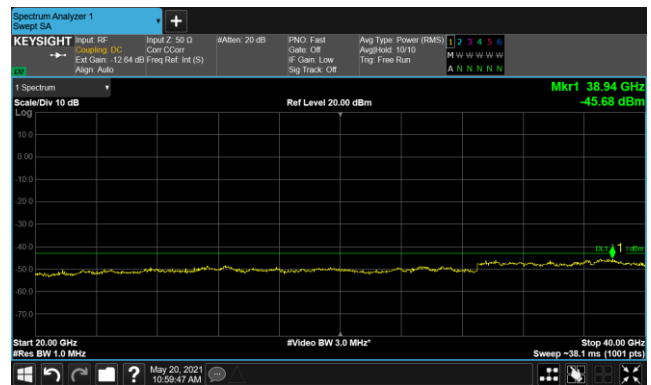 Spectrum Analyzer 1
Swept SA
KEYSIGHT Input: RF Input Z: 50 Ω #Atten: 20 dB PNO: Fast Avg Type: Power (RMS) 1 2 3 4 5 6
Coupling: DC Corr CCorr Gate: Off Avg|Hold: 10/10 M W W W W W
Ext Gain: -12.64 dB Freq Ref: Int (S) IF Gain: Low Trig: Free Run
Align: Auto Sig Track: Off A N N N N N
1 Spectrum Mkr1 38.94 GHz
Scale/Div 10 dB Ref Level 20.00 dBm -45.68 dBm
Log
10.0
0.00
-10.0
-20.0
-30.0
-40.0
1
-50.0
-60.0
-70.0
Start 20.00 GHz #Video BW 3.0 MHz* Stop 40.00 GHz
#Res BW 1.0 MHz Sweep ~38.1 ms (1001 pts)
? May 20, 2021
10:59:47 AM